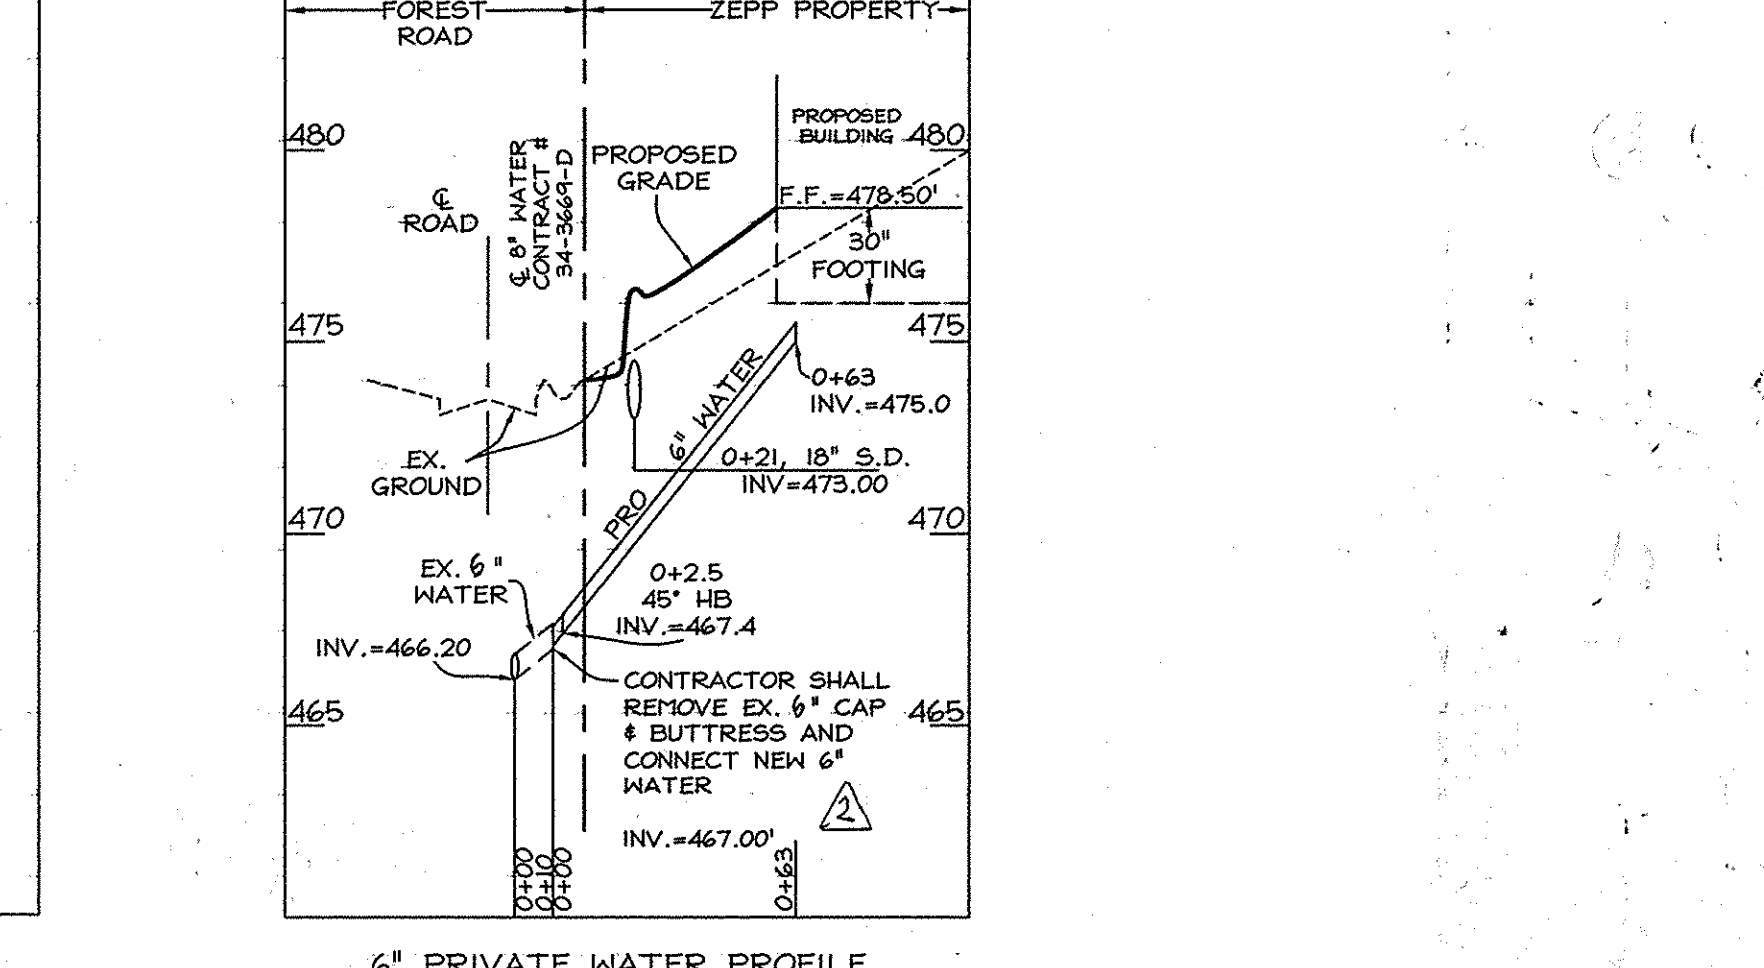 FOREST
ROAD
ZEPP PROPERTY
480
PROPOSED
BUILDING
480
℄ 8" WATER
CONTRACT #
34-3669-D
PROPOSED
GRADE
℄
ROAD
F.F.=478.50'
30"
FOOTING
475
475
0+63
INV.=475.0
6" WATER
PRO
EX.
GROUND
0+21, 18" S.D.
INV=473.00
470
470
EX. 6"
WATER
0+2.5
45° HB
INV.=467.4
INV.=466.20
CONTRACTOR SHALL
REMOVE EX. 6" CAP
& BUTTRESS AND
CONNECT NEW 6"
WATER
465
465
2
INV.=467.00'
0+00
0+10
0+00
0+63
6" PRIVATE WATER PROFILE